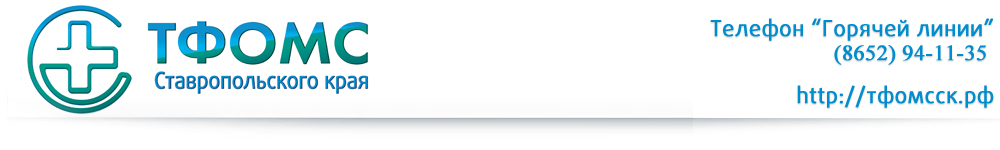 ТФОМС
Ставропольского края
Телефон “Горячей линии”
(8652) 94-11-35
http://тфомсск.рф